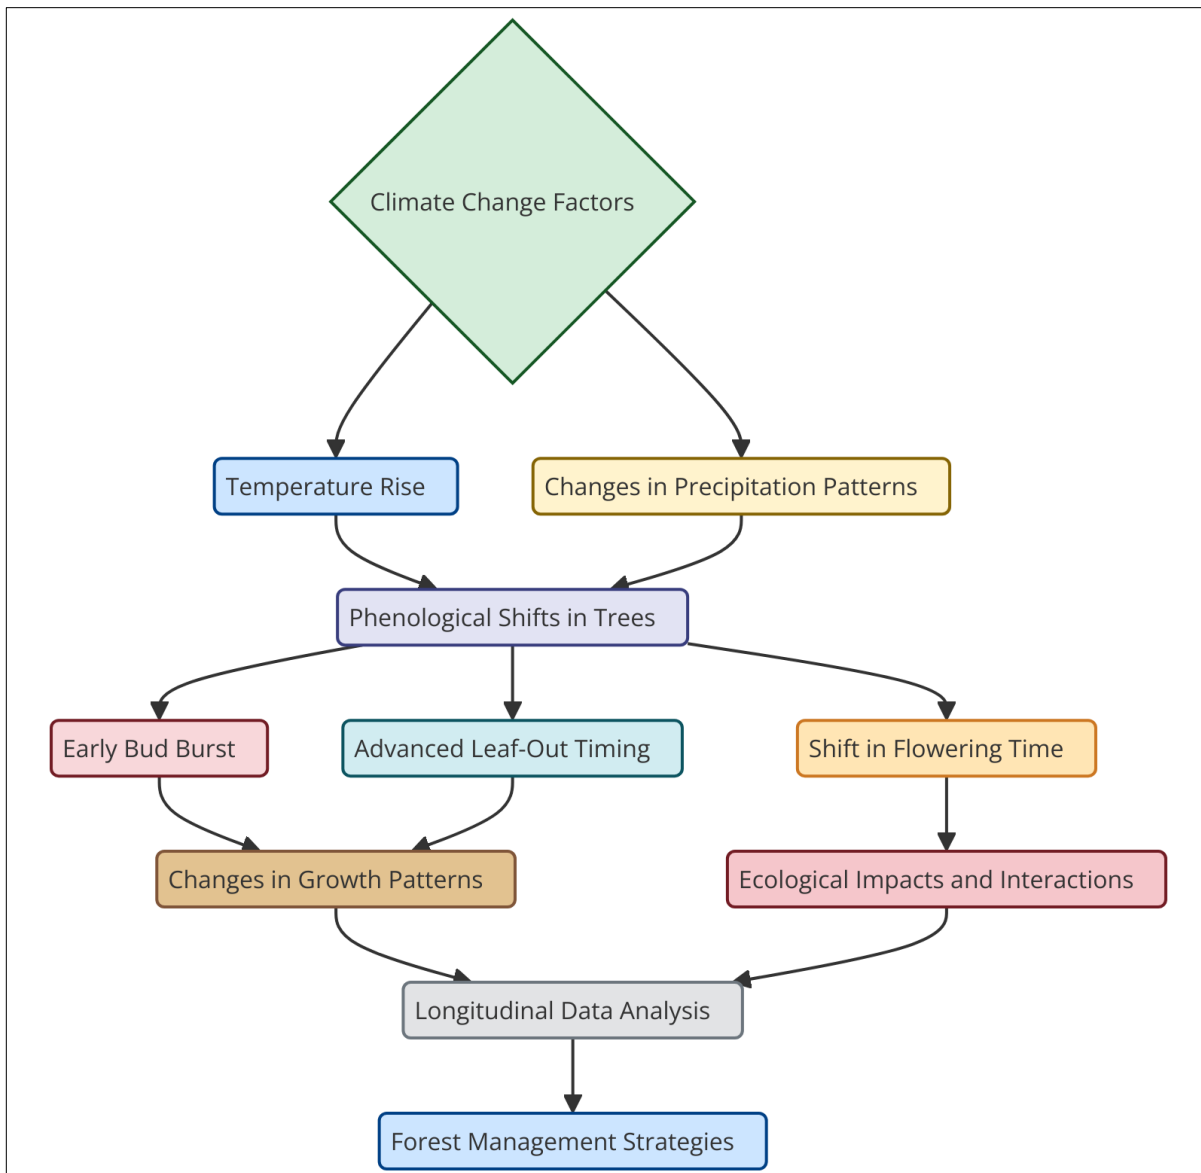 Climate Change Factors
Temperature Rise
Changes in Precipitation Patterns
Phenological Shifts in Trees
Early Bud Burst
Advanced Leaf-Out Timing
Shift in Flowering Time
Changes in Growth Patterns
Ecological Impacts and Interactions
Longitudinal Data Analysis
Forest Management Strategies